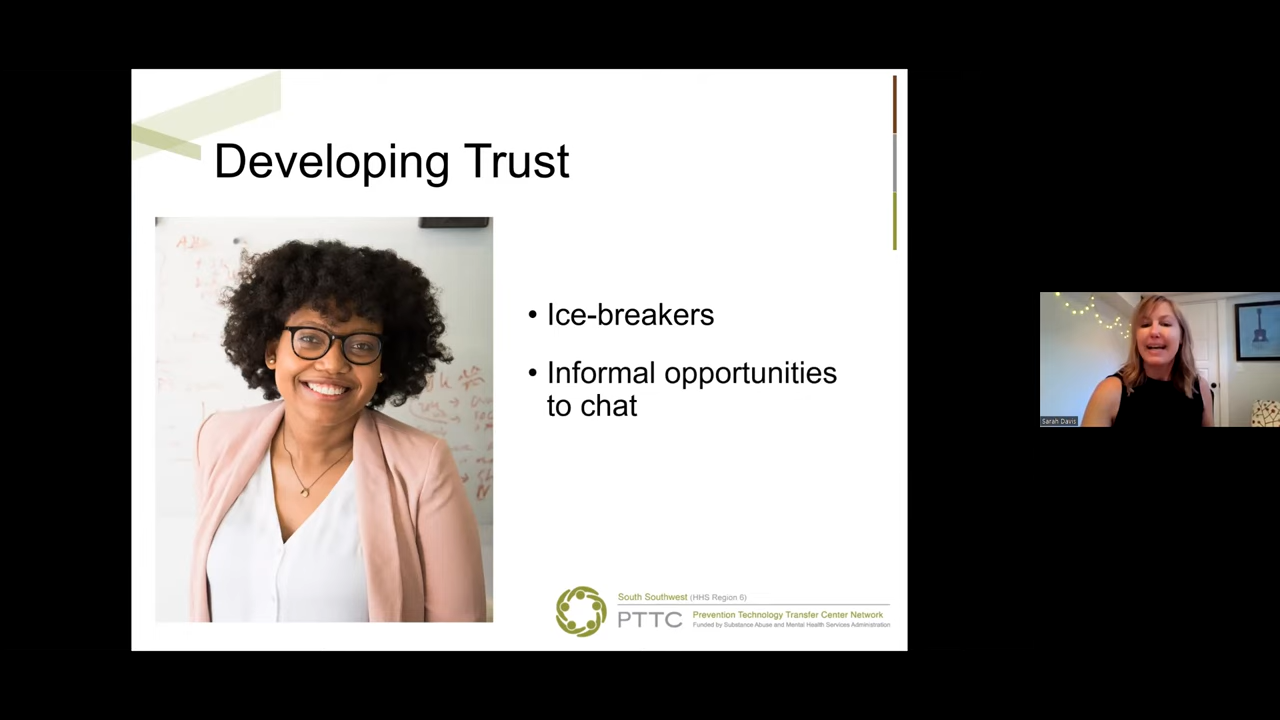 Developing Trust
• Ice-breakers
• Informal opportunities
to chat
South Southwest (HHS Region 6)
PTTC
Prevention Technology Transfer Center Network
Funded by Substance Abuse and Mental Health Services Administration
Sarah Davis